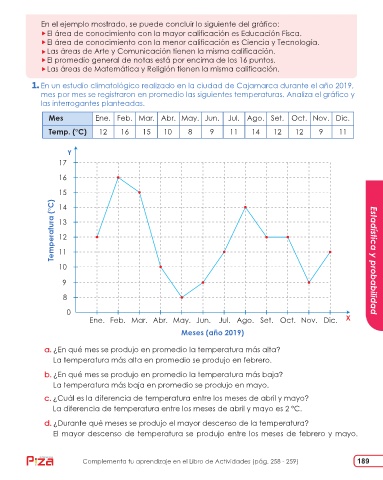 En el ejemplo mostrado, se puede concluir lo siguiente del gráfico:
▸El área de conocimiento con la mayor calificación es Educación Física.
▸El área de conocimiento con la menor calificación es Ciencia y Tecnología.
▸Las áreas de Arte y Comunicación tienen la misma calificación.
▸El promedio general de notas está por encima de los 16 puntos.
▸Las áreas de Matemática y Religión tienen la misma calificación.
1. En un estudio climatológico realizado en la ciudad de Cajamarca durante el año 2019,
mes por mes se registraron en promedio las siguientes temperaturas. Analiza el gráfico y
las interrogantes planteadas.
Mes Ene. Feb. Mar. Abr. May. Jun. Jul. Ago. Set. Oct. Nov. Dic.
Temp. (°C) 12 16 15 10 8 9 11 14 12 12 9 11
Y
17
16
15
14
13
12
11
10
9
8
0
Temperatura (°C)
Ene. Feb. Mar. Abr. May. Jun. Jul. Ago. Set. Oct. Nov. Dic. X
Meses (año 2019)
Estadística y probabilidad
a. ¿En qué mes se produjo en promedio la temperatura más alta?
La temperatura más alta en promedio se produjo en febrero.
b. ¿En qué mes se produjo en promedio la temperatura más baja?
La temperatura más baja en promedio se produjo en mayo.
c. ¿Cuál es la diferencia de temperatura entre los meses de abril y mayo?
La diferencia de temperatura entre los meses de abril y mayo es 2 °C.
d. ¿Durante qué meses se produjo el mayor descenso de la temperatura?
El mayor descenso de temperatura se produjo entre los meses de febrero y mayo.
Complementa tu aprendizaje en el Libro de Actividades (pág. 258 - 259) 189